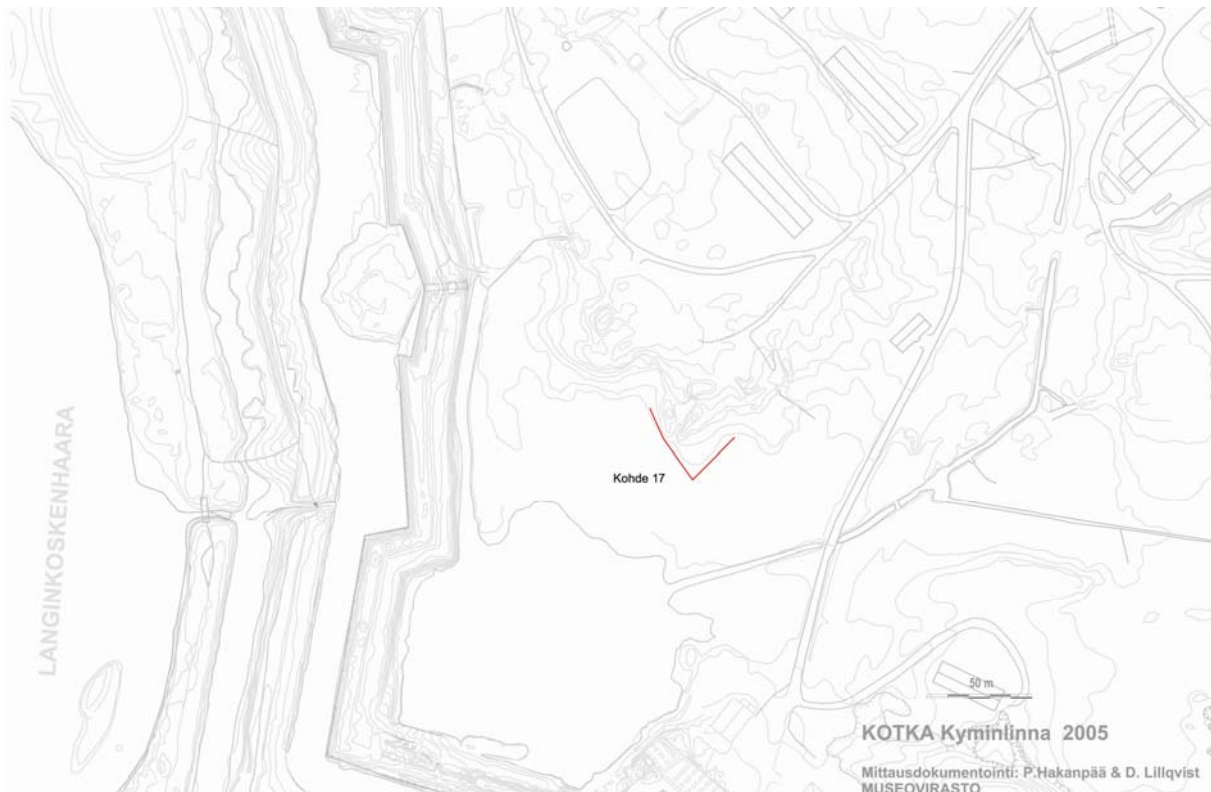 LANGINKOSKENHAARA
Kohde 17
50 m
KOTKA Kyminlinna 2005
Mittausdokumentointi: P.Hakanpää & D. Lillqvist
MUSEOVIRASTO